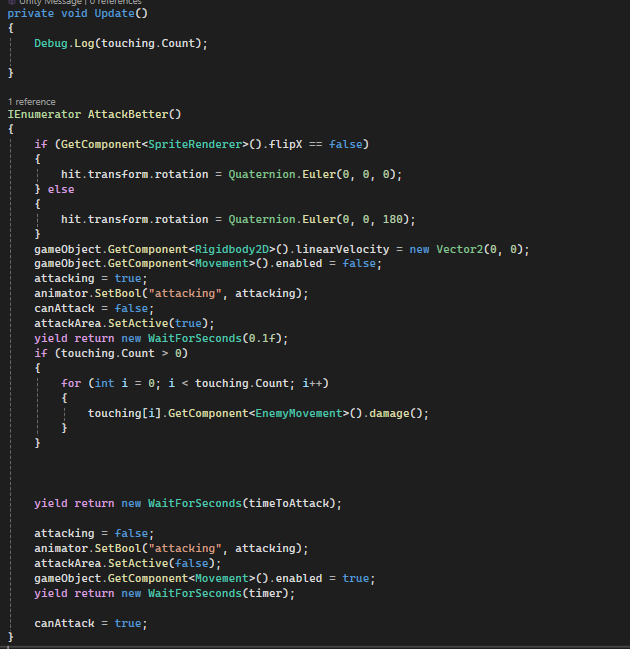 Unity Message | 0 references
private void Update()
{
Debug.Log(touching.Count);
}
1 reference
IEnumerator AttackBetter()
{
if (GetComponent<SpriteRenderer>().flipX == false)
{
hit.transform.rotation = Quaternion.Euler(0, 0, 0);
} else
{
hit.transform.rotation = Quaternion.Euler(0, 0, 180);
}
gameObject.GetComponent<Rigidbody2D>().linearVelocity = new Vector2(0, 0);
gameObject.GetComponent<Movement>().enabled = false;
attacking = true;
animator.SetBool("attacking", attacking);
canAttack = false;
attackArea.SetActive(true);
yield return new WaitForSeconds(0.1f);
if (touching.Count > 0)
{
for (int i = 0; i < touching.Count; i++)
{
touching[i].GetComponent<EnemyMovement>().damage();
}
}
yield return new WaitForSeconds(timeToAttack);
attacking = false;
animator.SetBool("attacking", attacking);
attackArea.SetActive(false);
gameObject.GetComponent<Movement>().enabled = true;
yield return new WaitForSeconds(timer);
canAttack = true;
}